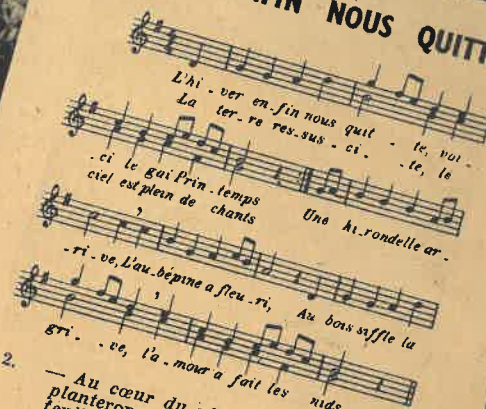 NOUS QUITT
L'hi - ver en - fin nous quit - te, voi -
La ter - re res - sus - ci - te, le
- ci le gai Prin - temps
ciel est plein de chants
Une hi - rondelle ar -
- ri - ve, L'au - bépine a fleu - ri, Au bois siffle la
gri - ve, l'a - mour a fait les nids
2. — Au cœur du
planteron